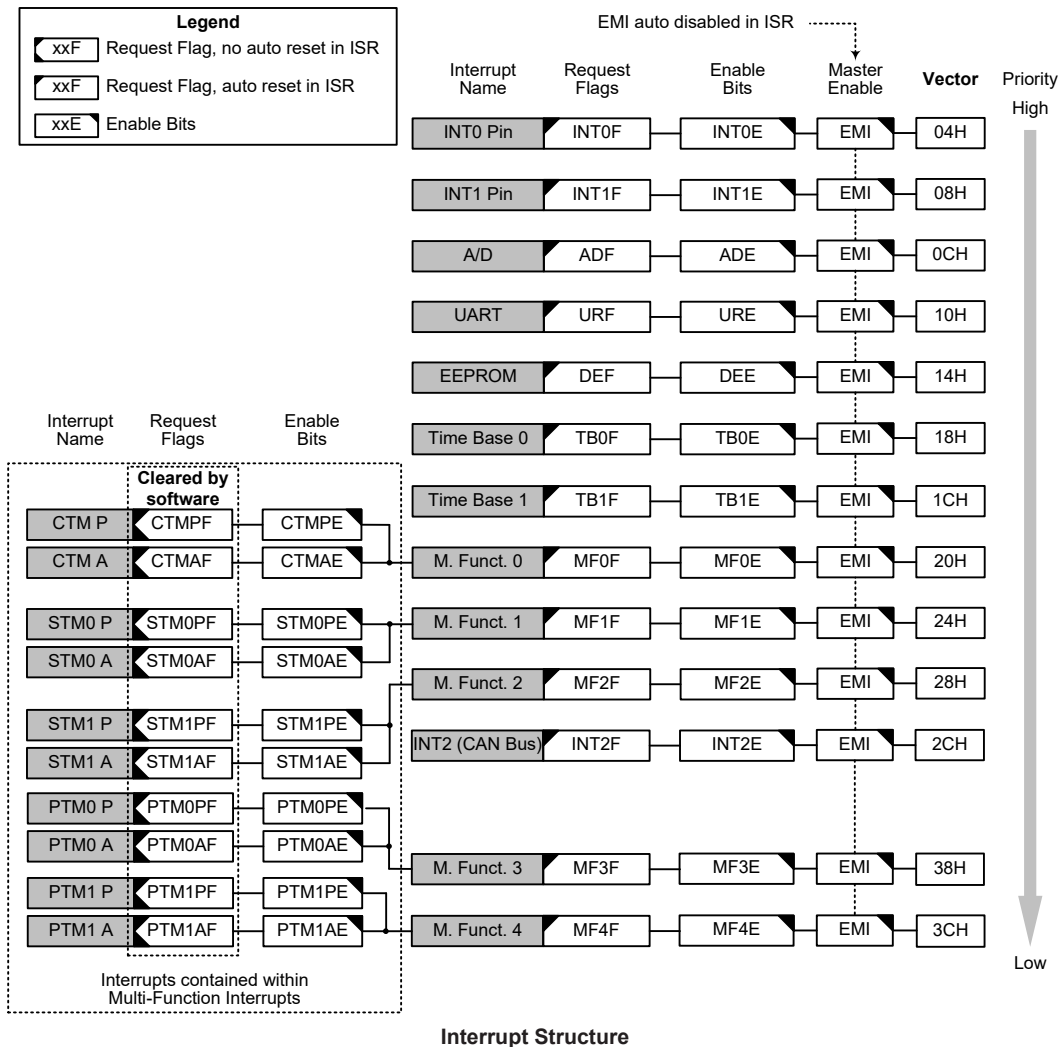 Legend
xxF Request Flag, no auto reset in ISR
xxF Request Flag, auto reset in ISR
xxE Enable Bits
EMI auto disabled in ISR
Interrupt Name Request Flags Enable Bits Master Enable Vector Priority
High
INT0 Pin INT0F INT0E EMI 04H
INT1 Pin INT1F INT1E EMI 08H
A/D ADF ADE EMI 0CH
UART URF URE EMI 10H
EEPROM DEF DEE EMI 14H
Time Base 0 TB0F TB0E EMI 18H
Time Base 1 TB1F TB1E EMI 1CH
M. Funct. 0 MF0F MF0E EMI 20H
M. Funct. 1 MF1F MF1E EMI 24H
M. Funct. 2 MF2F MF2E EMI 28H
INT2 (CAN Bus) INT2F INT2E EMI 2CH
M. Funct. 3 MF3F MF3E EMI 38H
M. Funct. 4 MF4F MF4E EMI 3CH
Low
Interrupt Name Request Flags Enable Bits
Cleared by
software
CTM P CTMPF CTMPE
CTM A CTMAF CTMAE
STM0 P STM0PF STM0PE
STM0 A STM0AF STM0AE
STM1 P STM1PF STM1PE
STM1 A STM1AF STM1AE
PTM0 P PTM0PF PTM0PE
PTM0 A PTM0AF PTM0AE
PTM1 P PTM1PF PTM1PE
PTM1 A PTM1AF PTM1AE
Interrupts contained within
Multi-Function Interrupts
Interrupt Structure